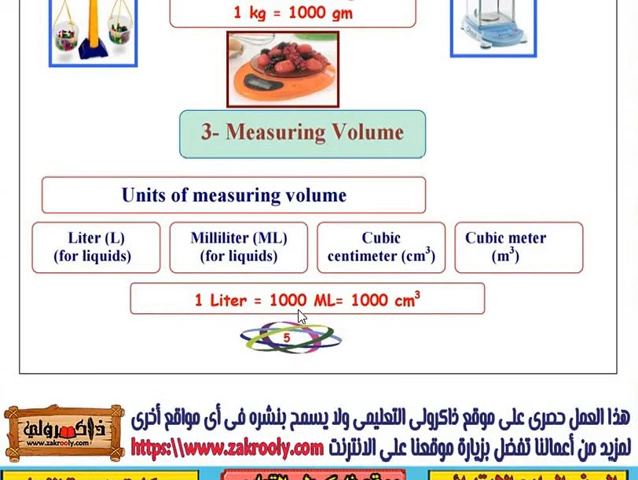 1 kg = 1000 gm
3- Measuring Volume
Units of measuring volume
Liter (L)
(for liquids)
Milliliter (ML)
(for liquids)
Cubic
centimeter (cm³)
Cubic meter
(m³)
1 Liter = 1000 ML= 1000 cm³
5
هذا العمل حصرى على موقع ذاكرولى التعليمى ولا يسمح بنشره فى أى مواقع أخرى
لمزيد من أعمالنا تفضل بزيارة موقعنا على الانترنت https:\\www.zakrooly.com
ذاكرولي
www.zakrooly.com